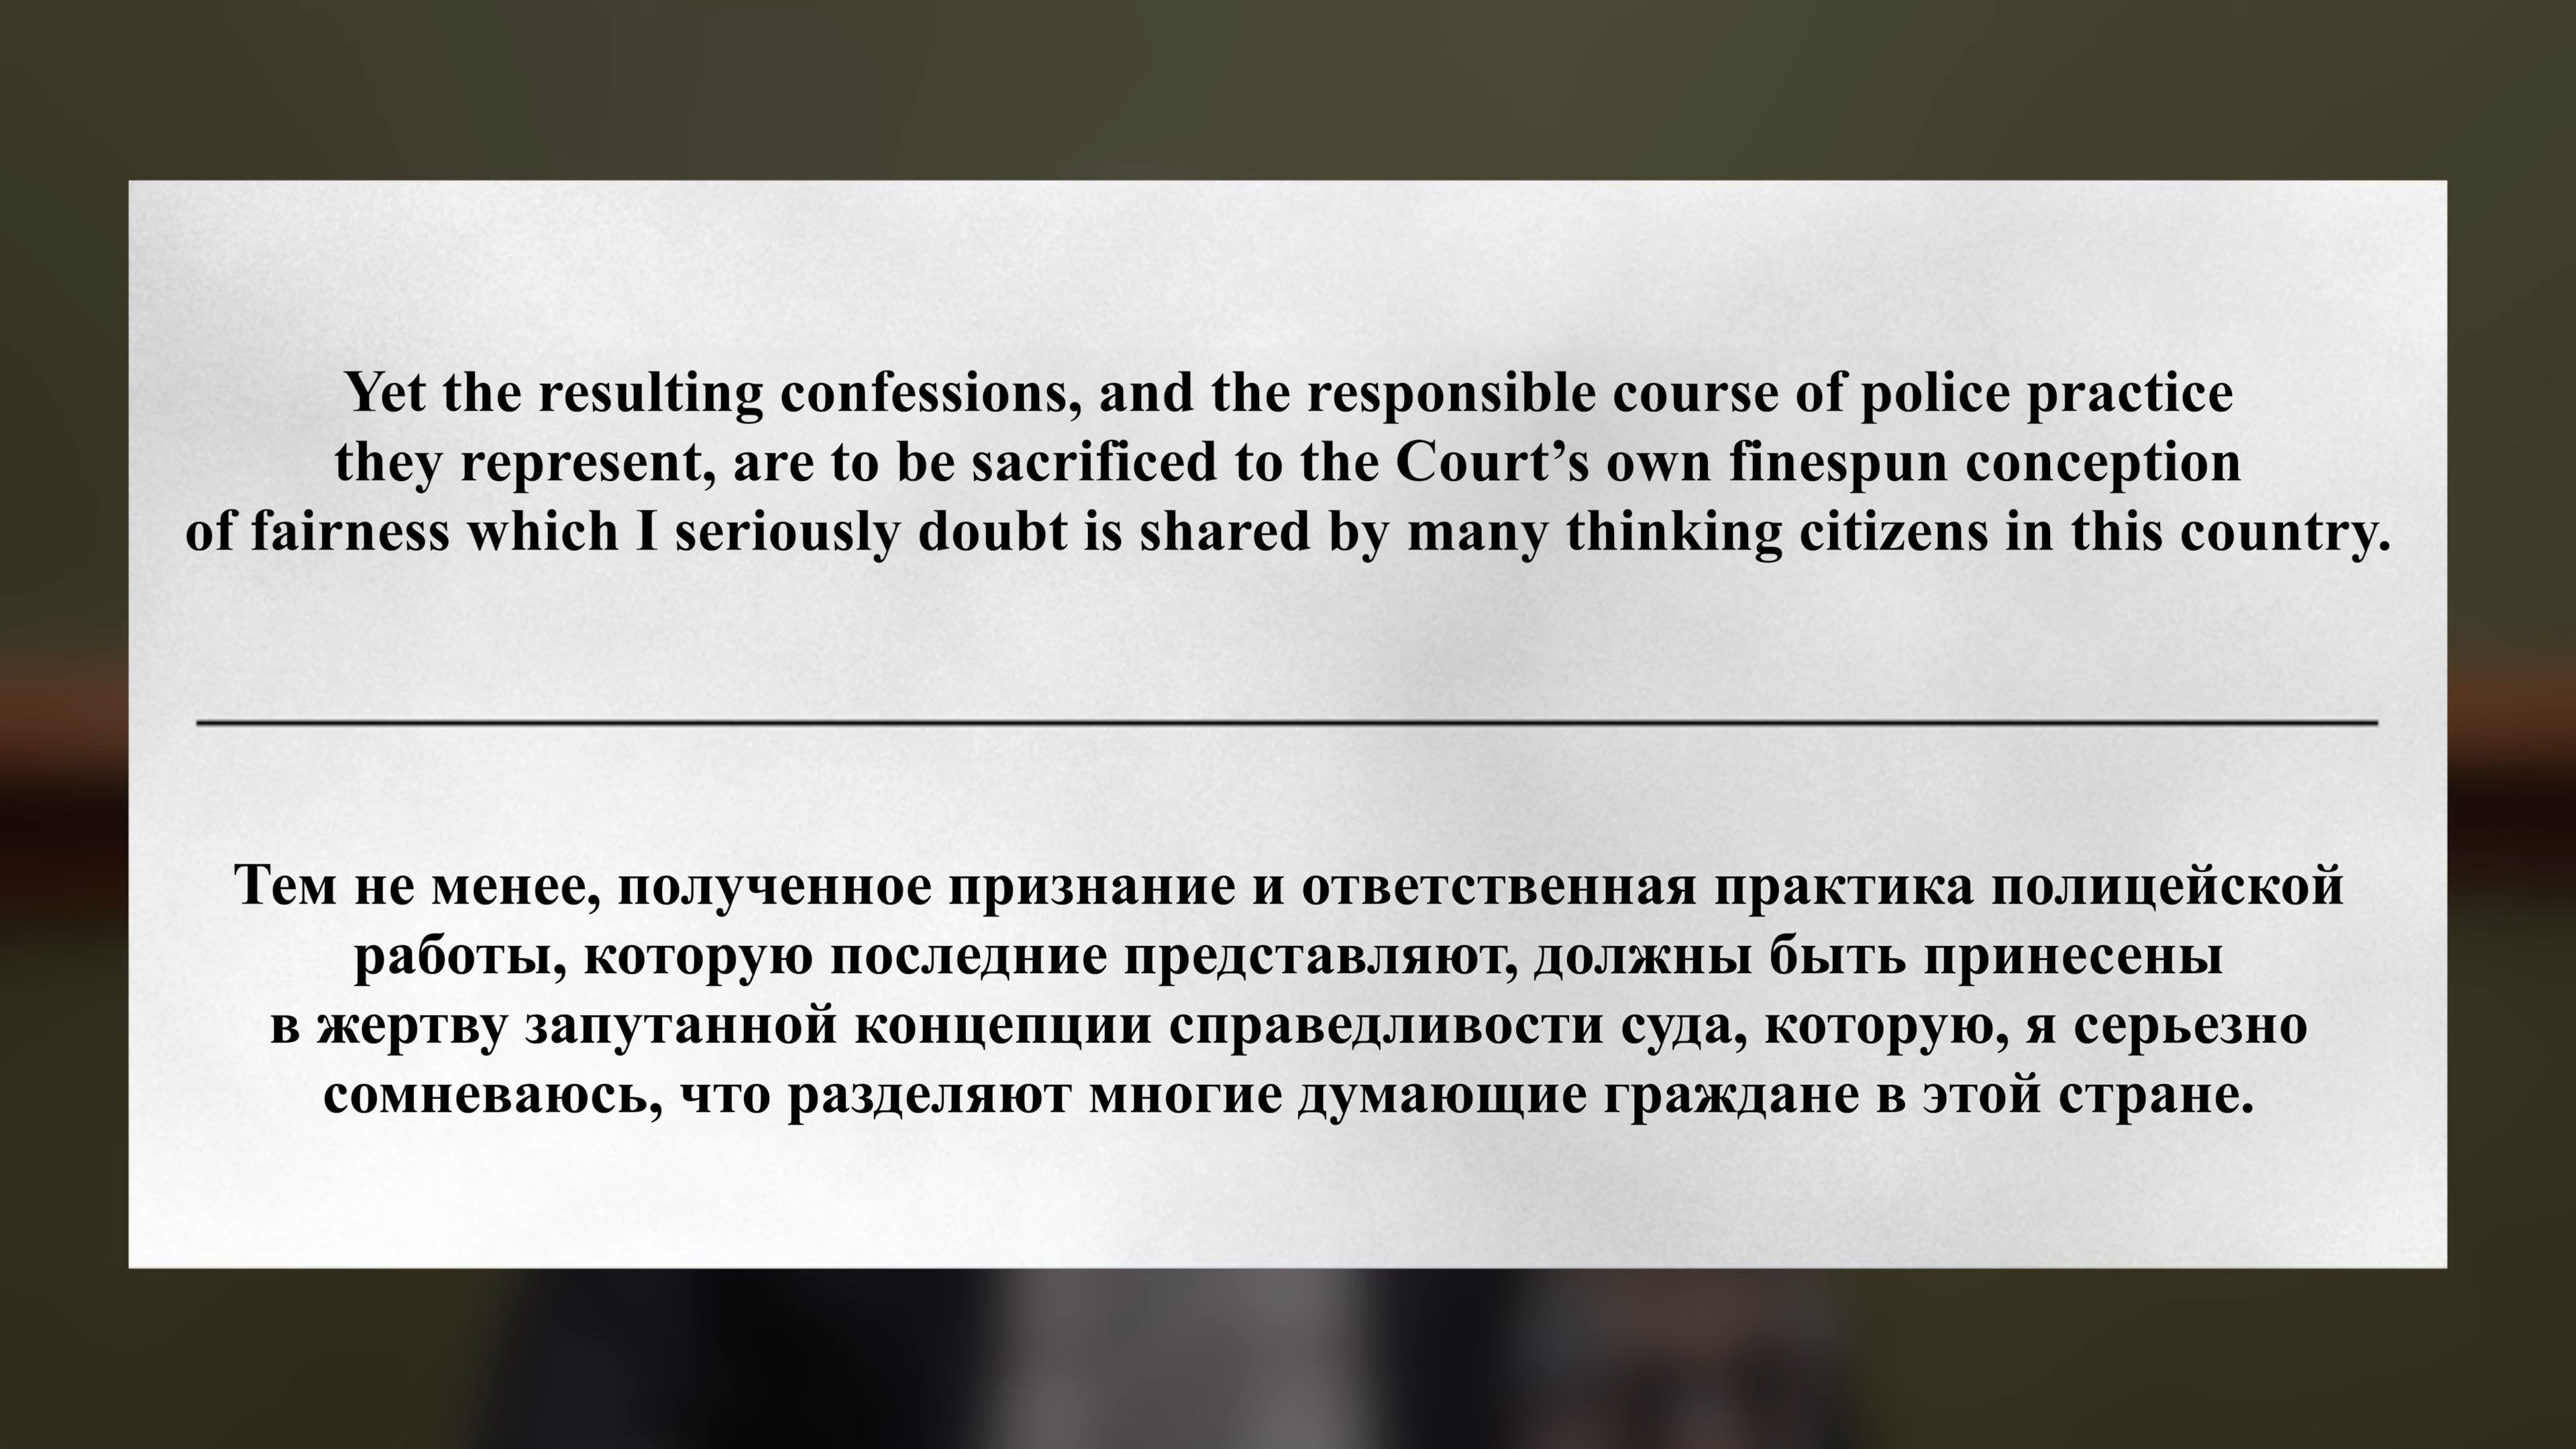 Yet the resulting confessions, and the responsible course of police practice
they represent, are to be sacrificed to the Court’s own finespun conception
of fairness which I seriously doubt is shared by many thinking citizens in this country.
Тем не менее, полученное признание и ответственная практика полицейской
работы, которую последние представляют, должны быть принесены
в жертву запутанной концепции справедливости суда, которую, я серьезно
сомневаюсь, что разделяют многие думающие граждане в этой стране.